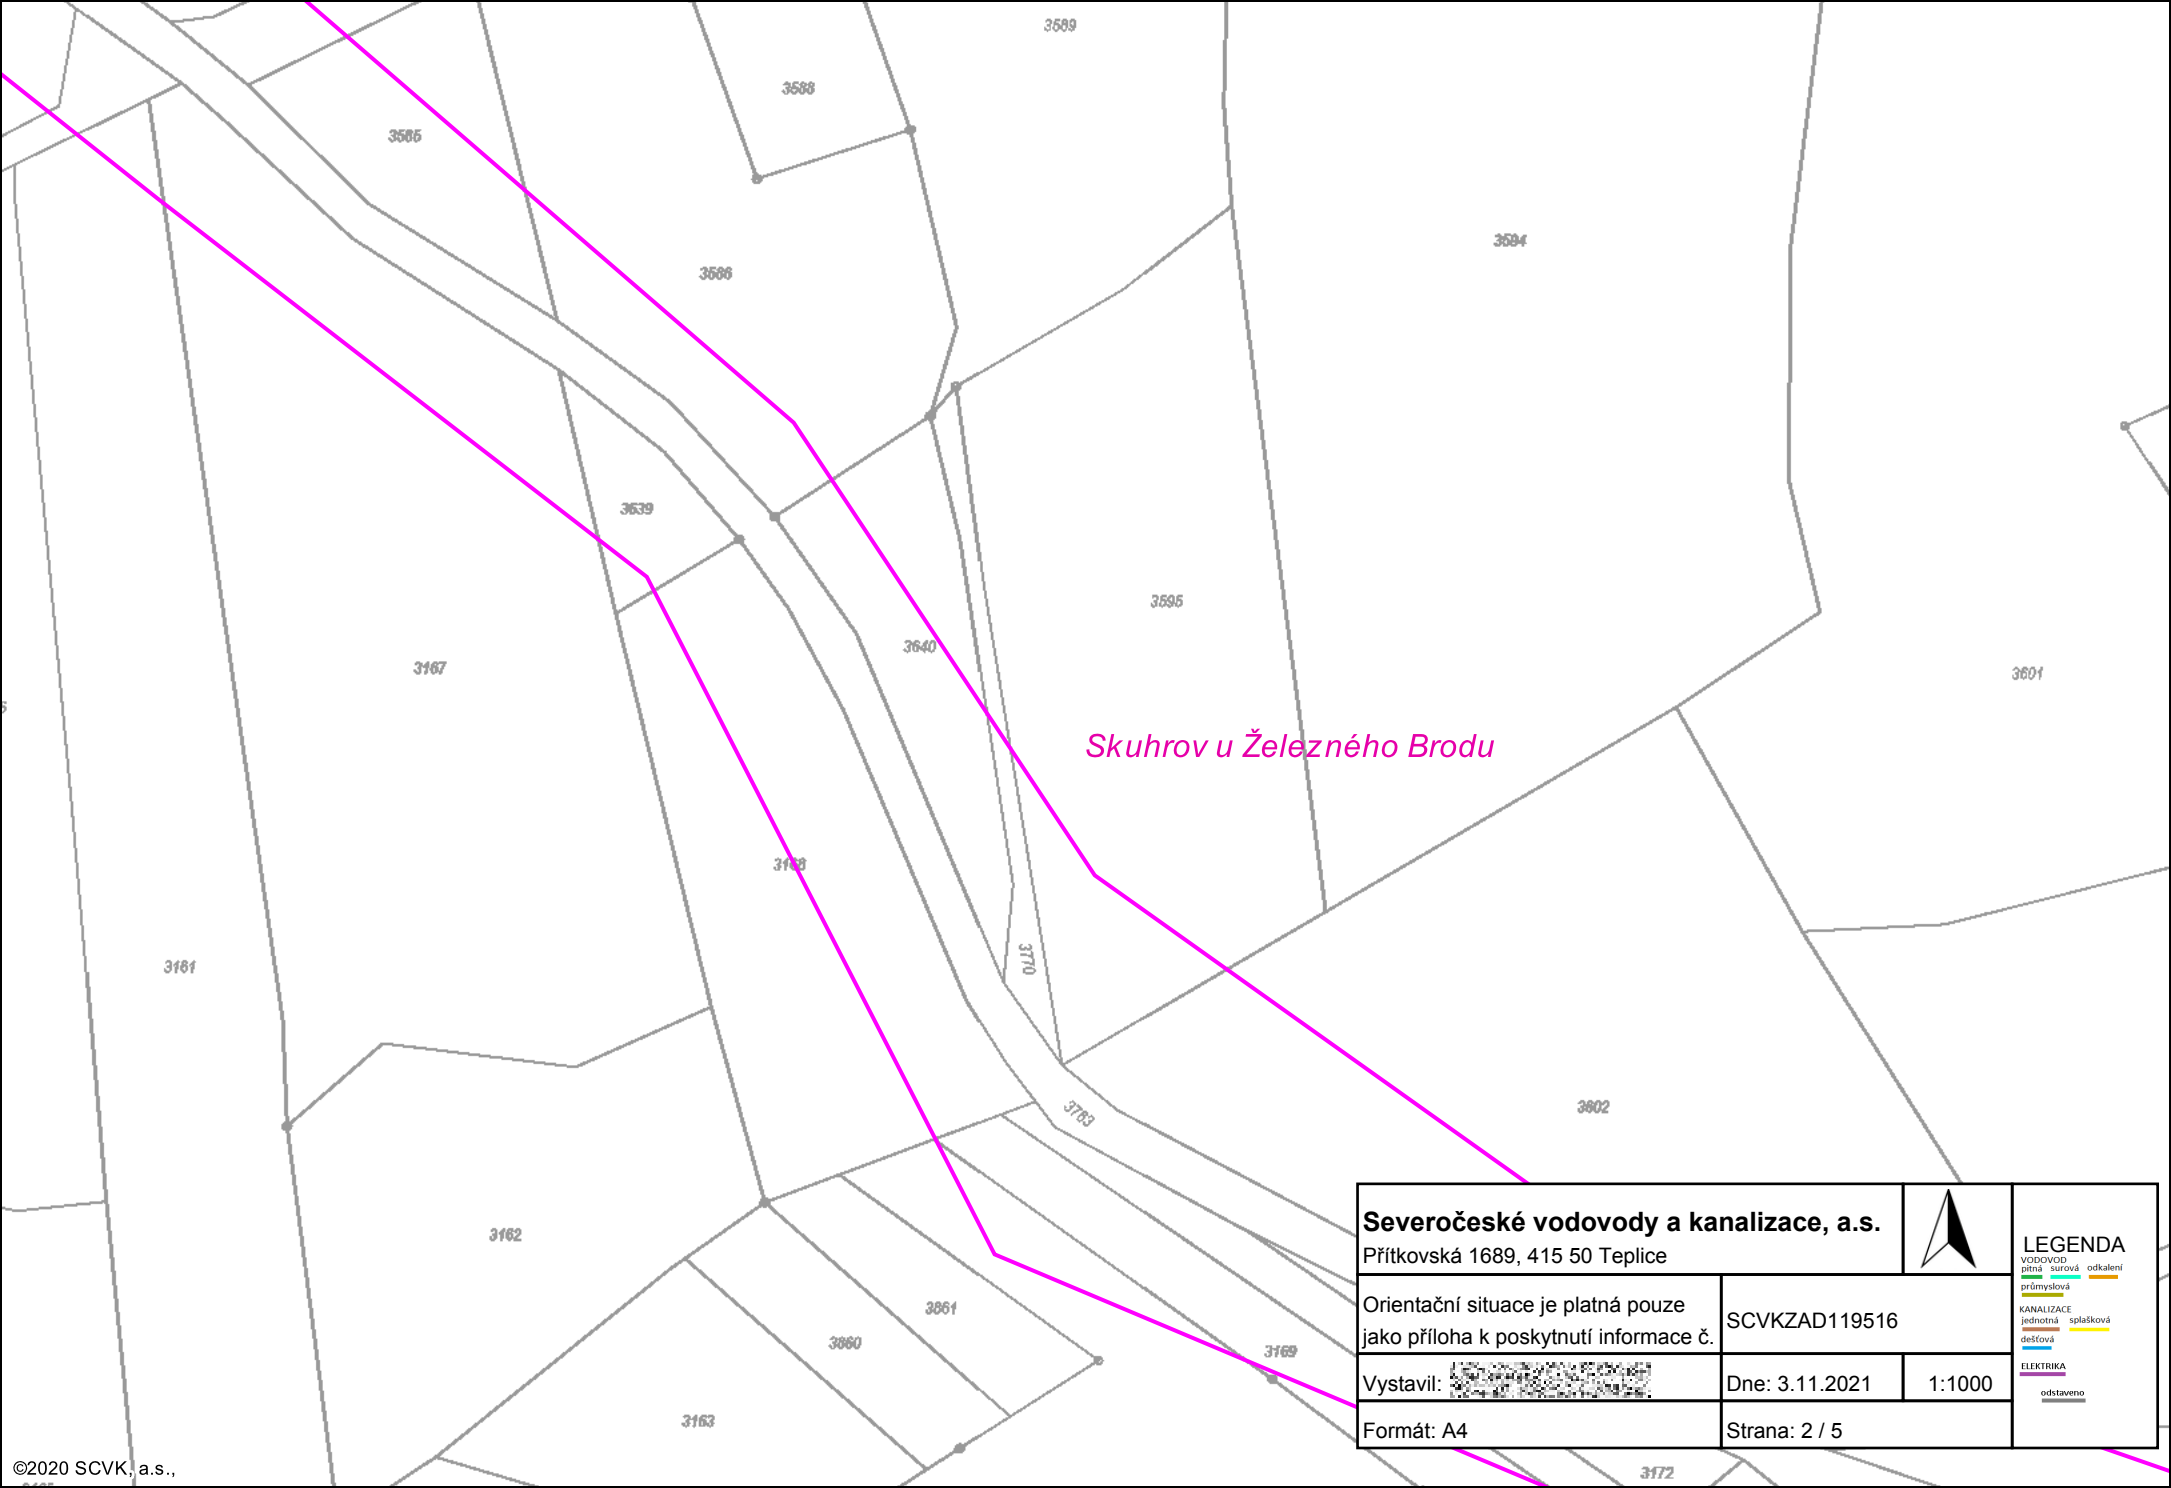 3589
3588
3585
3594
3586
3639
3595
3640
3167
3601
Skuhrov u Železného Brodu
3168
3770
3161
3763
3602
3162
3861
3860
3169
3163
3172
Severočeské vodovody a kanalizace, a.s.
Přítkovská 1689, 415 50 Teplice
Orientační situace je platná pouze
jako příloha k poskytnutí informace č.
SCVKZAD119516
Vystavil:
Dne: 3.11.2021
1:1000
Formát: A4
Strana: 2 / 5
LEGENDA
VODOVOD
pitná surová odkalení
průmyslová
KANALIZACE
jednotná splašková
dešťová
ELEKTRIKA
odstaveno
©2020 SCVK, a.s.,